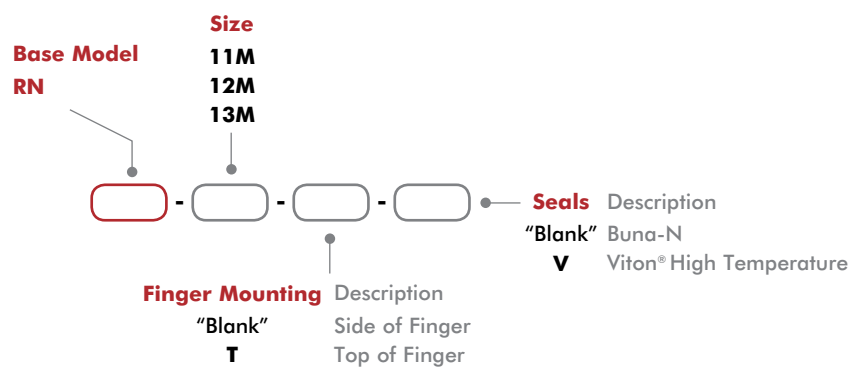 Size
Base Model
11M
RN
12M
13M
- - -
Seals Description
"Blank" Buna-N
V Viton® High Temperature
Finger Mounting Description
"Blank" Side of Finger
T Top of Finger